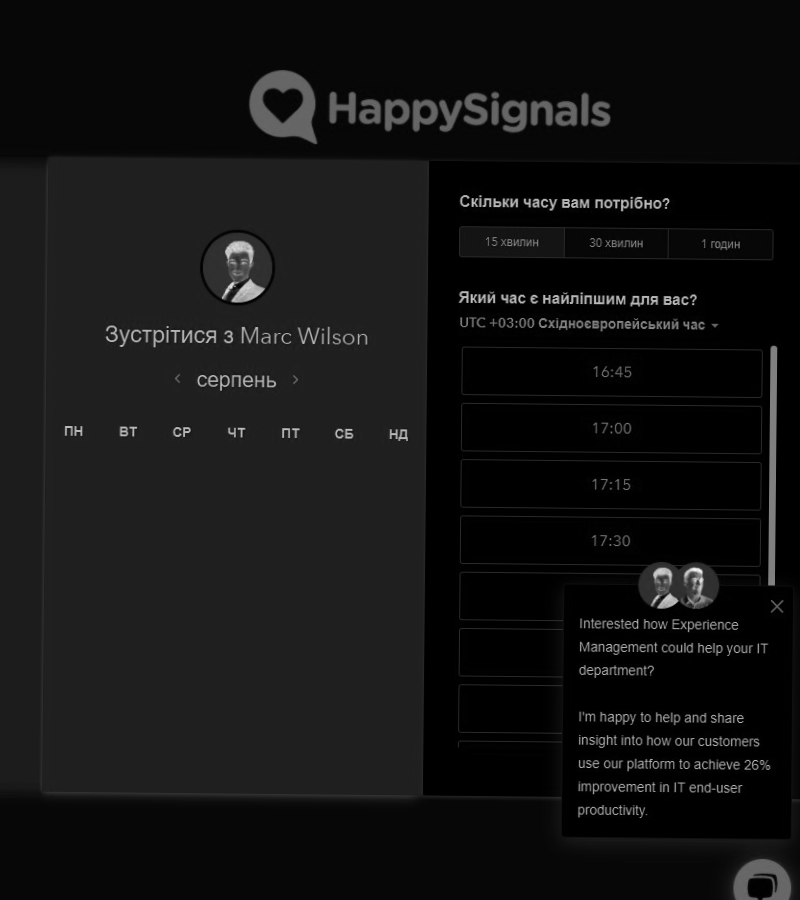 HappySignals
Зустрітися з Marc Wilson
серпень
ПН ВТ СР ЧТ ПТ СБ НД
Скільки часу вам потрібно?
15 хвилин 30 хвилин 1 годин
Який час є найліпшим для вас?
UTC +03:00 Східноєвропейський час
16:45
17:00
17:15
17:30
Interested how Experience
Management could help your IT
department?
I'm happy to help and share
insight into how our customers
use our platform to achieve 26%
improvement in IT end-user
productivity.